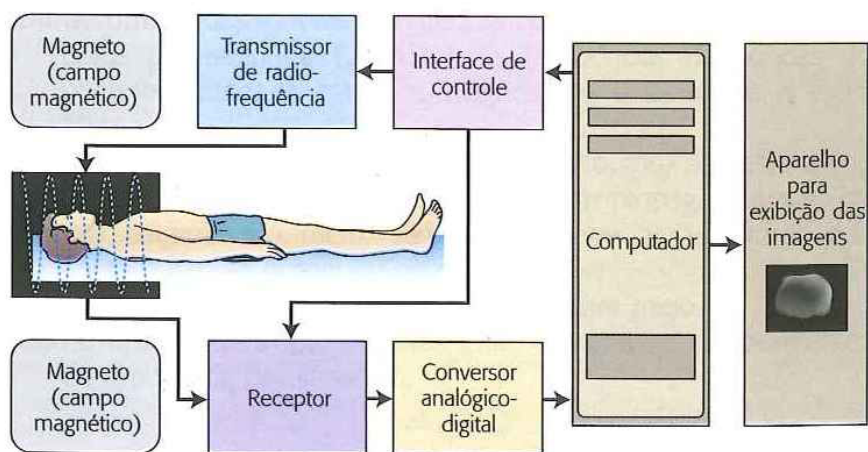 Magneto
(campo
magnético)
Transmissor
de radio-
frequência
Interface de
controle
Computador
Aparelho
para
exibição das
imagens
Magneto
(campo
magnético)
Receptor
Conversor
analógico-
digital